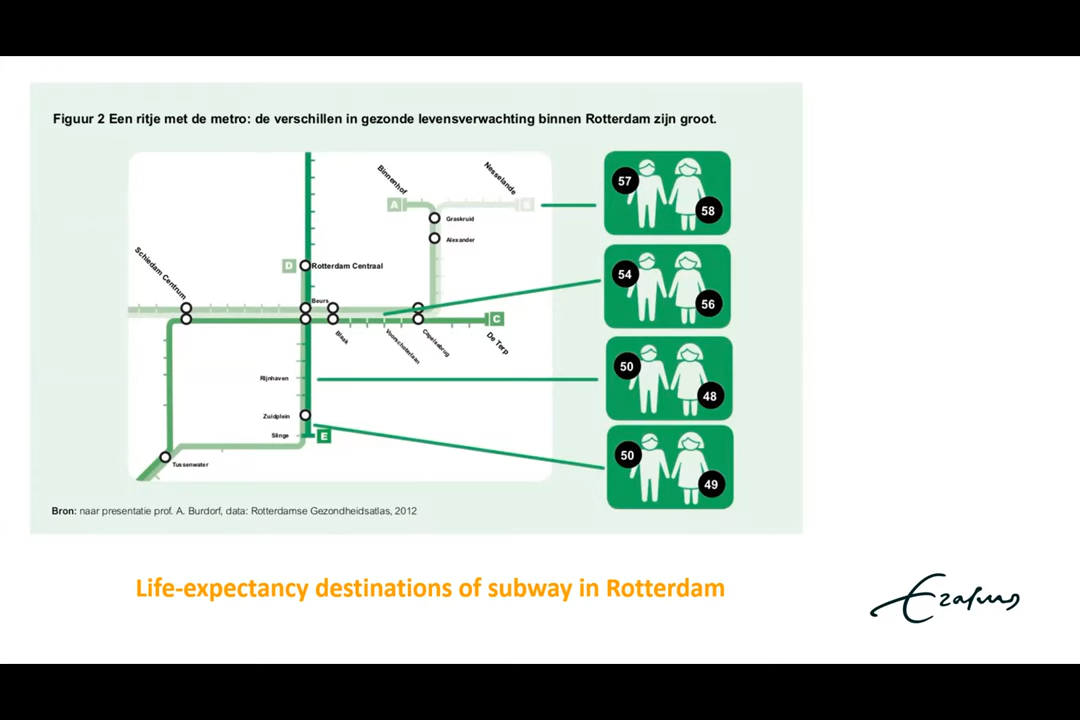 Figuur 2 Een ritje met de metro: de verschillen in gezonde levensverwachting binnen Rotterdam zijn groot.
Binnenhof
Nesselande
A
B
57
58
Graskruid
Alexander
Schiedam Centrum
D
Rotterdam Centraal
54
56
Beurs
C
Blaak
Voorschoterlaan
Capelsebrug
De Terp
Rijnhaven
50
48
Zuidplein
Slinge
E
50
49
Tussenwater
Bron: naar presentatie prof. A. Burdorf, data: Rotterdamse Gezondheidsatlas, 2012
Life-expectancy destinations of subway in Rotterdam
Erasmus